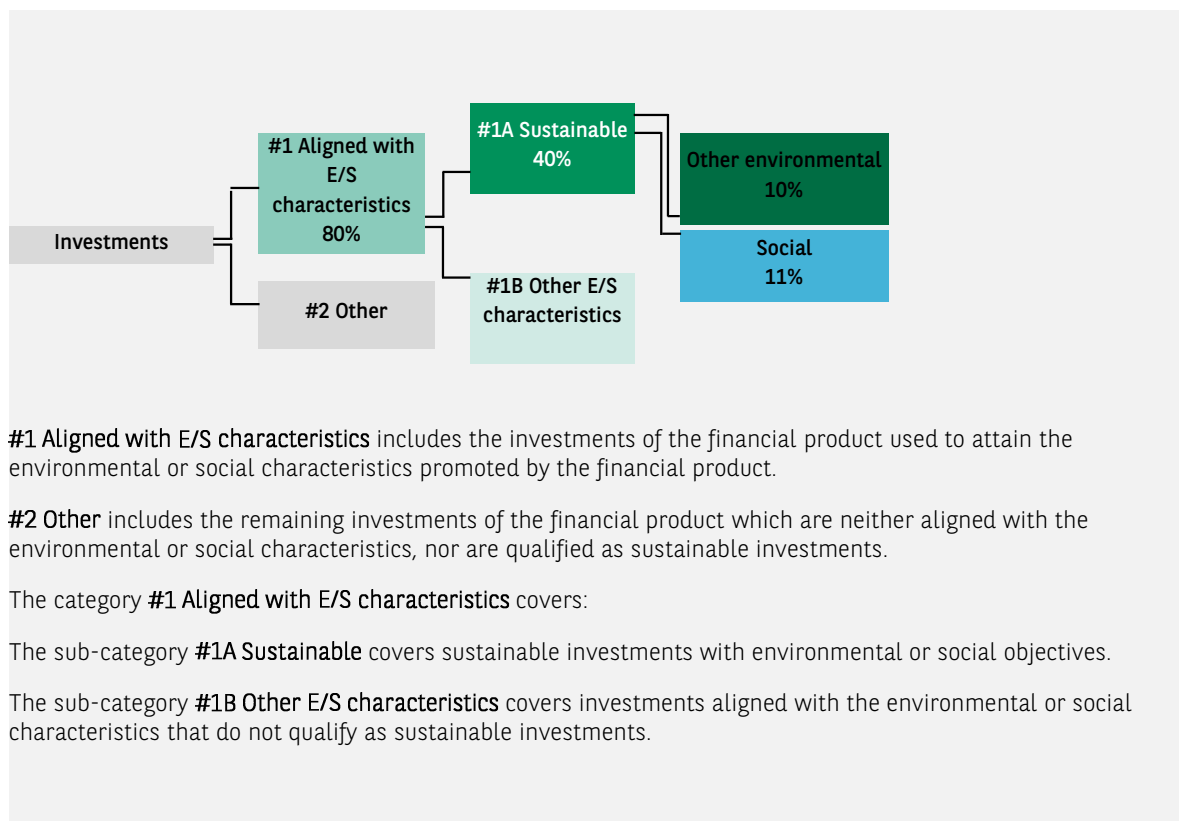 #1A Sustainable
40%
#1 Aligned with
E/S
characteristics
80%
Other environmental
10%
Investments
Social
11%
#1B Other E/S
characteristics
#2 Other
#1 Aligned with E/S characteristics includes the investments of the financial product used to attain the
environmental or social characteristics promoted by the financial product.
#2 Other includes the remaining investments of the financial product which are neither aligned with the
environmental or social characteristics, nor are qualified as sustainable investments.
The category #1 Aligned with E/S characteristics covers:
The sub-category #1A Sustainable covers sustainable investments with environmental or social objectives.
The sub-category #1B Other E/S characteristics covers investments aligned with the environmental or social
characteristics that do not qualify as sustainable investments.